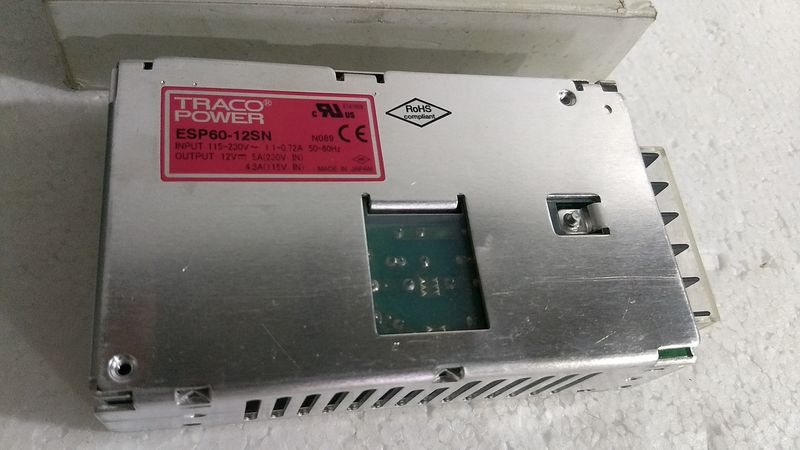 TRACO®
POWER
c UL US
ESP60-12SN
N089 CE
INPUT 115-230V~ 1.1-0.72A 50-60Hz
OUTPUT 12V⎓ 5A(230V IN)
4.3A(115V IN)
MADE IN JAPAN
RoHS
compliant